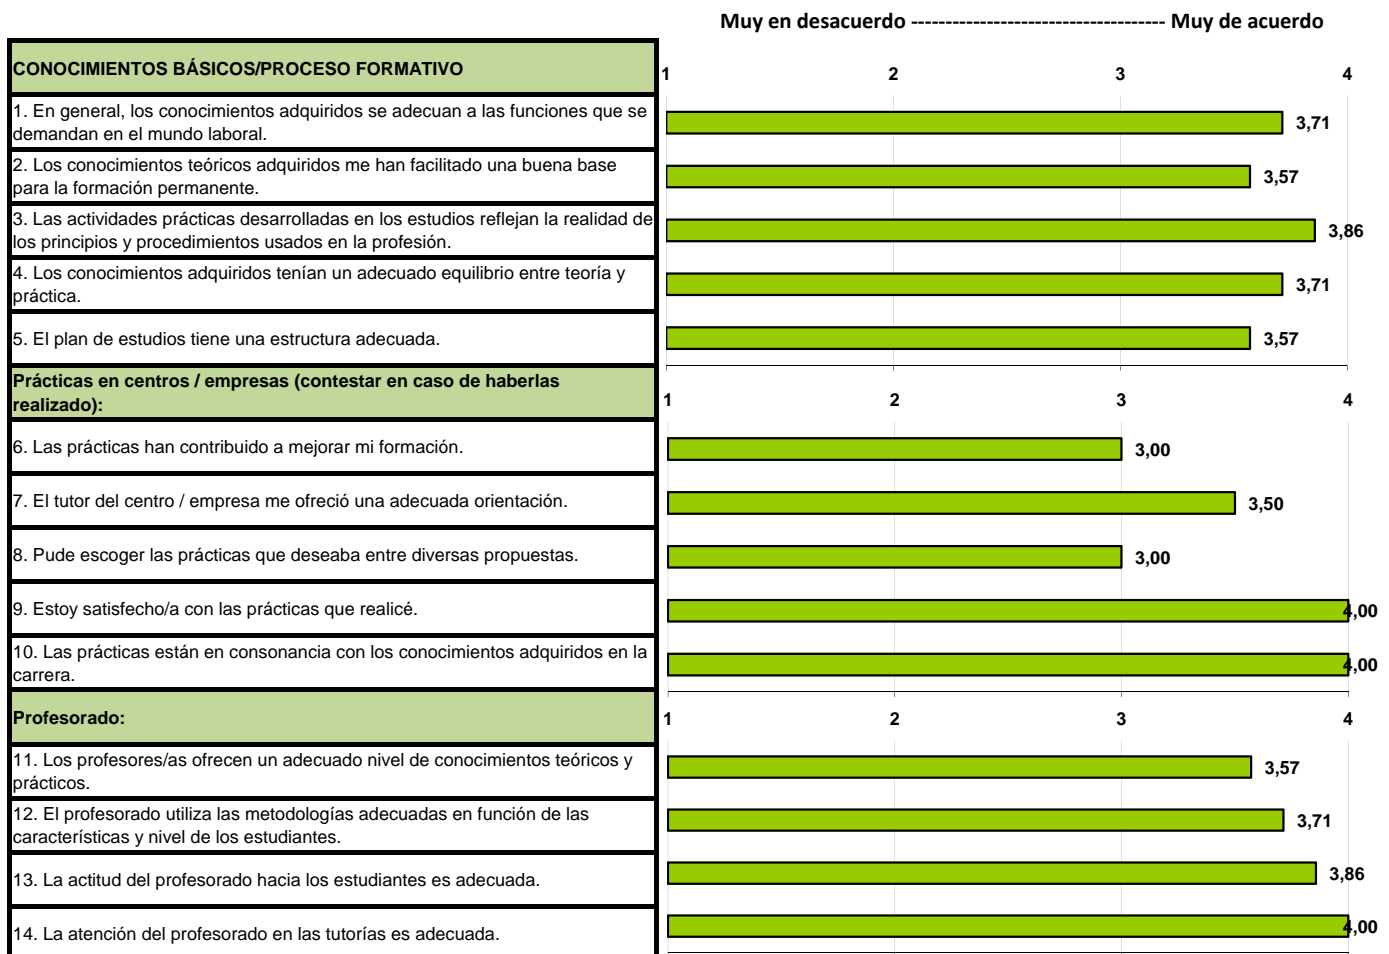 Muy en desacuerdo ------------------------------------- Muy de acuerdo
CONOCIMIENTOS BÁSICOS/PROCESO FORMATIVO
1 2 3 4
1. En general, los conocimientos adquiridos se adecuan a las funciones que se
demandan en el mundo laboral.
3,71
2. Los conocimientos teóricos adquiridos me han facilitado una buena base
para la formación permanente.
3,57
3. Las actividades prácticas desarrolladas en los estudios reflejan la realidad de
los principios y procedimientos usados en la profesión.
3,86
4. Los conocimientos adquiridos tenían un adecuado equilibrio entre teoría y
práctica.
3,71
5. El plan de estudios tiene una estructura adecuada.
3,57
Prácticas en centros / empresas (contestar en caso de haberlas
realizado):
1 2 3 4
6. Las prácticas han contribuido a mejorar mi formación.
3,00
7. El tutor del centro / empresa me ofreció una adecuada orientación.
3,50
8. Pude escoger las prácticas que deseaba entre diversas propuestas.
3,00
9. Estoy satisfecho/a con las prácticas que realicé.
4,00
10. Las prácticas están en consonancia con los conocimientos adquiridos en la
carrera.
4,00
Profesorado:
1 2 3 4
11. Los profesores/as ofrecen un adecuado nivel de conocimientos teóricos y
prácticos.
3,57
12. El profesorado utiliza las metodologías adecuadas en función de las
características y nivel de los estudiantes.
3,71
13. La actitud del profesorado hacia los estudiantes es adecuada.
3,86
14. La atención del profesorado en las tutorías es adecuada.
4,00